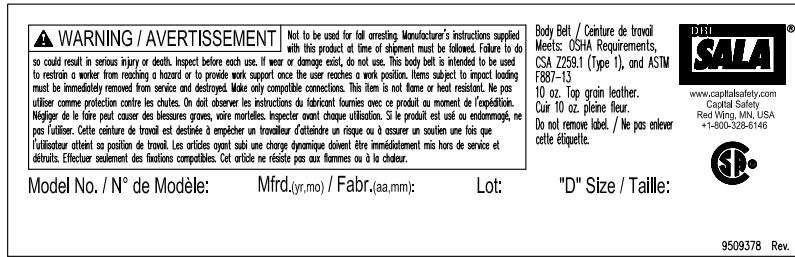 WARNING / AVERTISSEMENT
Not to be used for fall arresting. Manufacturer's instructions supplied
with this product at time of shipment must be followed. Failure to do
so could result in serious injury or death. Inspect before each use. If wear or damage exist, do not use. This body belt is intended to be used
to restrain a worker from reaching a hazard or to provide work support once the user reaches a work position. Items subject to impact loading
must be immediately removed from service and destroyed. Make only compatible connections. This item is not flame or heat resistant. Ne pas
utiliser comme protection contre les chutes. On doit observer les instructions du fabricant fournies avec ce produit au moment de l'expédition.
Négliger de le faire peut causer des blessures graves, voire mortelles. Inspecter avant chaque utilisation. Si le produit est usé ou endommagé, ne
pas l'utiliser. Cette ceinture de travail est destinée à empêcher un travailleur d'atteindre un risque ou à assurer un soutien une fois que
l'utilisateur atteint sa position de travail. Les articles ayant subi une charge dynamique doivent être immédiatement mis hors de service et
détruits. Effectuer seulement des fixations compatibles. Cet article ne résiste pas aux flammes ou à la chaleur.
Body Belt / Ceinture de travail
Meets: OSHA Requirements,
CSA Z259.1 (Type 1), and ASTM
F887-13
10 oz. Top grain leather.
Cuir 10 oz. pleine fleur.
Do not remove label. / Ne pas enlever
cette étiquette.
DBI
SALA®
www.capitalsafety.com
Capital Safety
Red Wing, MN, USA
+1-800-328-6146
SA®
Model No. / N° de Modèle:
Mfrd.(yr,mo) / Fabr.(aa,mm):
Lot:
"D" Size / Taille:
9509378 Rev.